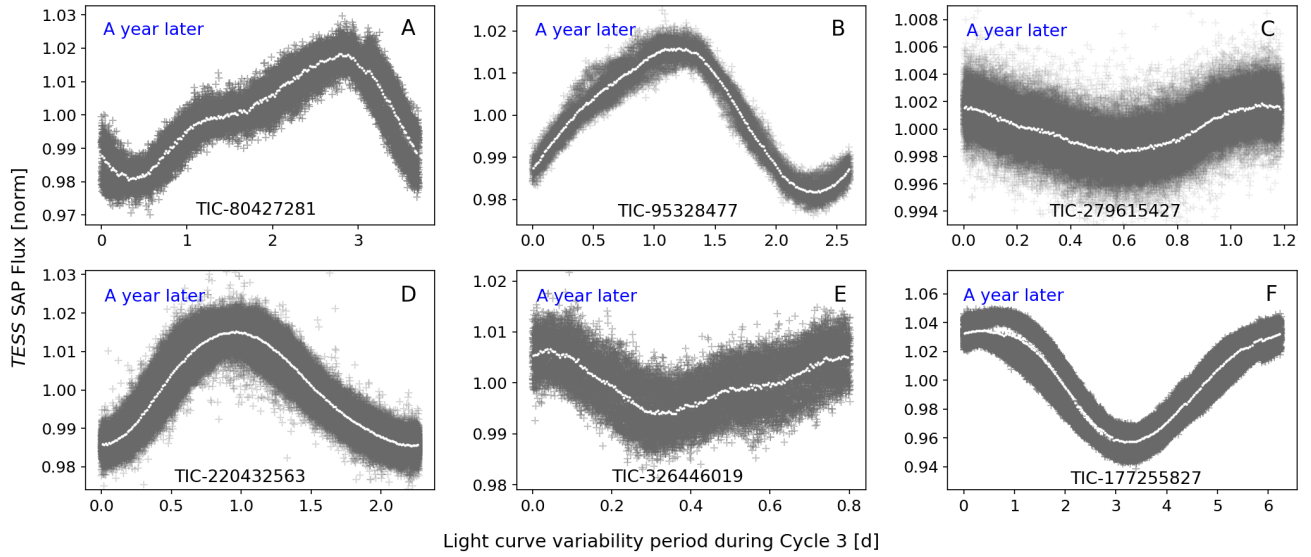 TESS SAP Flux [norm]
1.03
1.02
1.01
1.00
0.99
0.98
0.97
A year later
A
TIC-80427281
0 1 2 3
1.02
1.01
1.00
0.99
0.98
A year later
B
TIC-95328477
0.0 0.5 1.0 1.5 2.0 2.5
1.008
1.006
1.004
1.002
1.000
0.998
0.996
0.994
A year later
C
TIC-279615427
0.0 0.2 0.4 0.6 0.8 1.0 1.2
1.03
1.02
1.01
1.00
0.99
0.98
A year later
D
TIC-220432563
0.0 0.5 1.0 1.5 2.0
1.02
1.01
1.00
0.99
0.98
A year later
E
TIC-326446019
0.0 0.2 0.4 0.6 0.8
1.06
1.04
1.02
1.00
0.98
0.96
0.94
A year later
F
TIC-177255827
0 1 2 3 4 5 6
Light curve variability period during Cycle 3 [d]